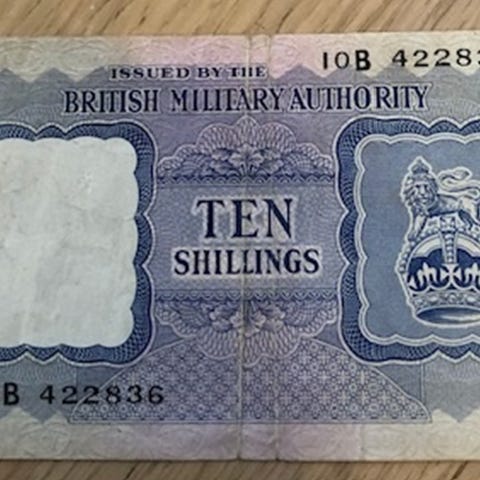 ISSUED BY THE
10B 42283
BRITISH MILITARY AUTHORITY
TEN
SHILLINGS
B 422836